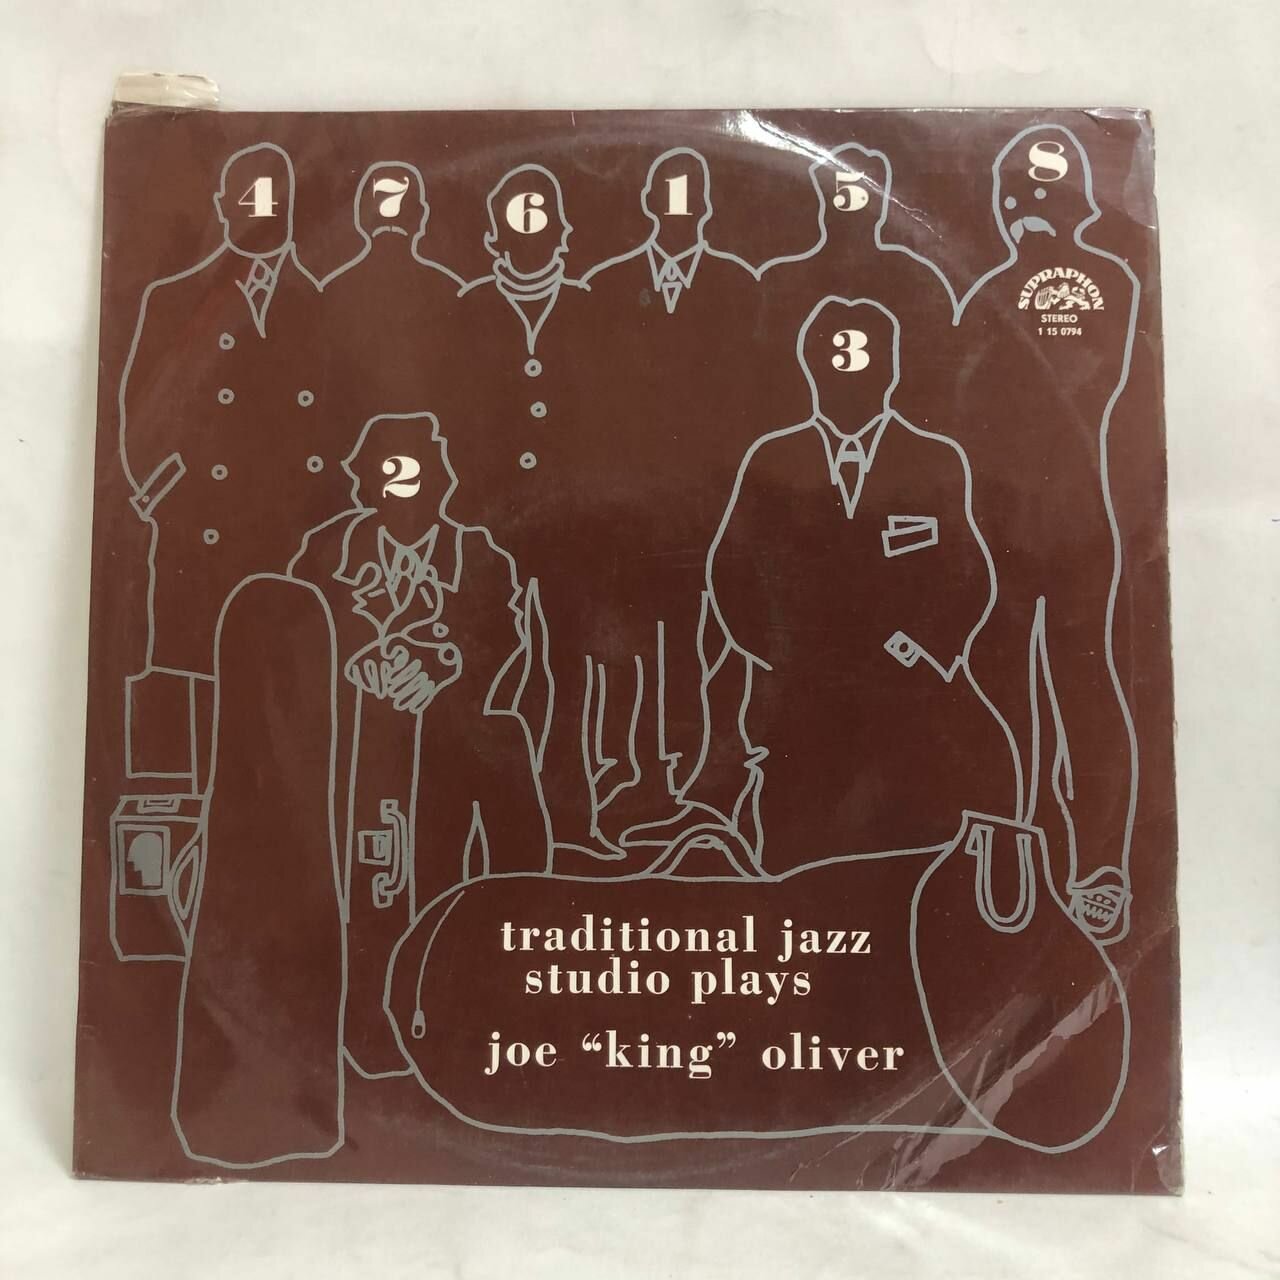 4 7 6 1 5 8
SUPRAPHON
STEREO
1 15 0794
3
2
traditional jazz
studio plays
joe “king” oliver